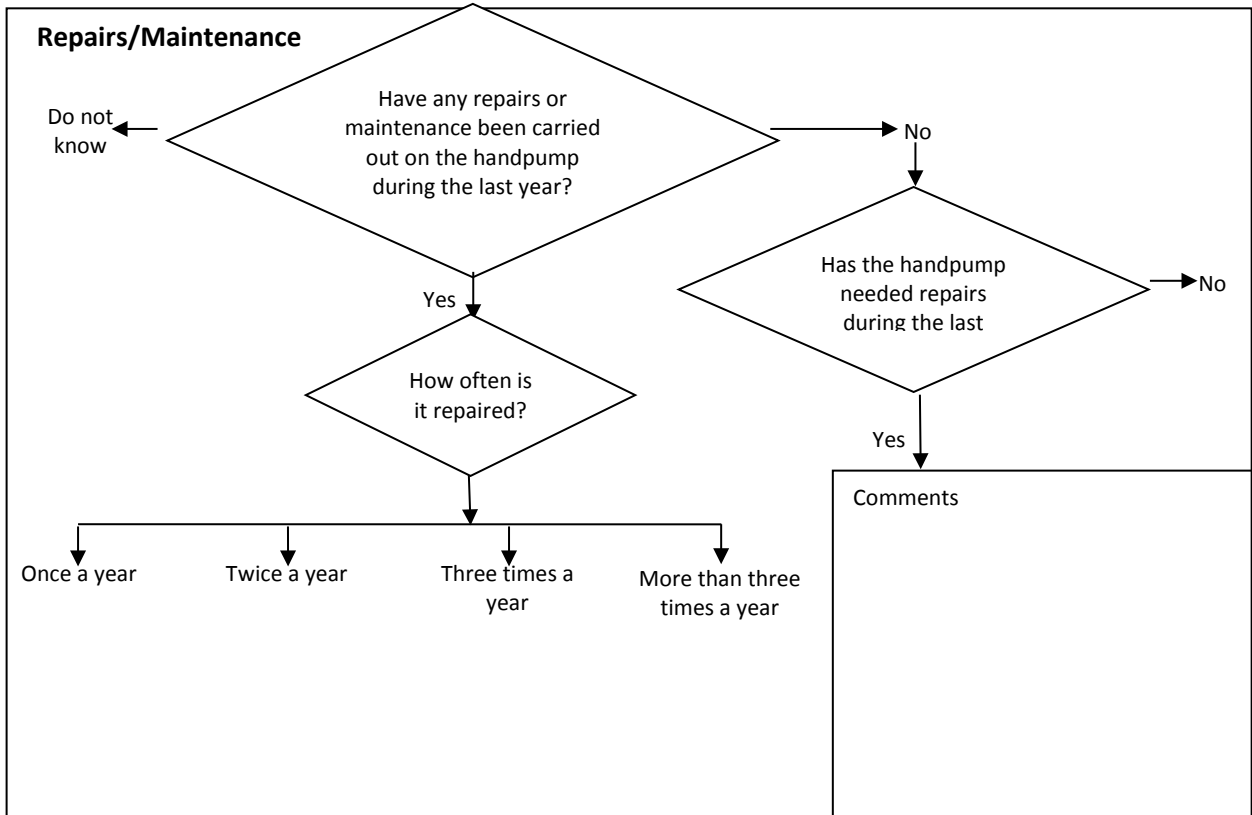 Repairs/Maintenance
Have any repairs or
maintenance been carried
out on the handpump
during the last year?
Do not
know
No
Has the handpump
needed repairs
during the last
No
Yes
How often is
it repaired?
Yes
Comments
Once a year
Twice a year
Three times a
year
More than three
times a year